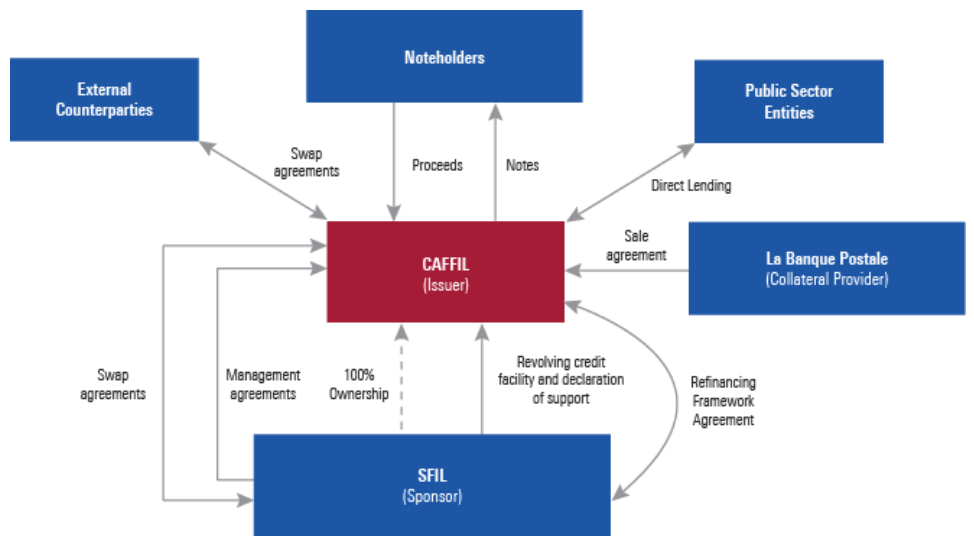 Noteholders
External
Counterparties
Public Sector
Entities
Swap
agreements
Proceeds
Notes
Direct Lending
CAFFIL
(Issuer)
Sale
agreement
La Banque Postale
(Collateral Provider)
Swap
agreements
Management
agreements
100%
Ownership
Revolving credit
facility and declaration
of support
Refinancing
Framework
Agreement
SFIL
(Sponsor)